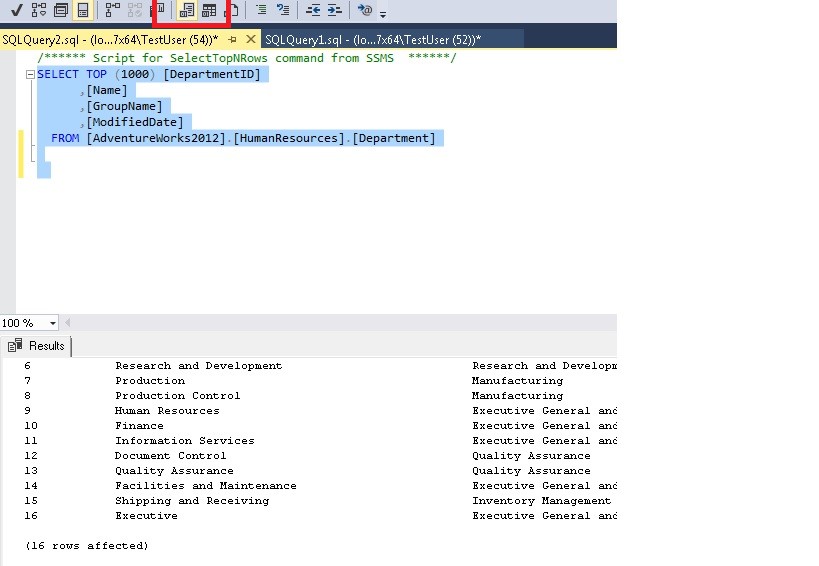 SQLQuery2.sql - (lo...7x64\TestUser (54))* SQLQuery1.sql - (lo...7x64\TestUser (52))*
/****** Script for SelectTopNRows command from SSMS ******/
SELECT TOP (1000) [DepartmentID]
,[Name]
,[GroupName]
,[ModifiedDate]
FROM [AdventureWorks2012].[HumanResources].[Department]
100 %
Results
6 Research and Development Research and Developm
7 Production Manufacturing
8 Production Control Manufacturing
9 Human Resources Executive General and
10 Finance Executive General and
11 Information Services Executive General and
12 Document Control Quality Assurance
13 Quality Assurance Quality Assurance
14 Facilities and Maintenance Executive General and
15 Shipping and Receiving Inventory Management
16 Executive Executive General and
(16 rows affected)